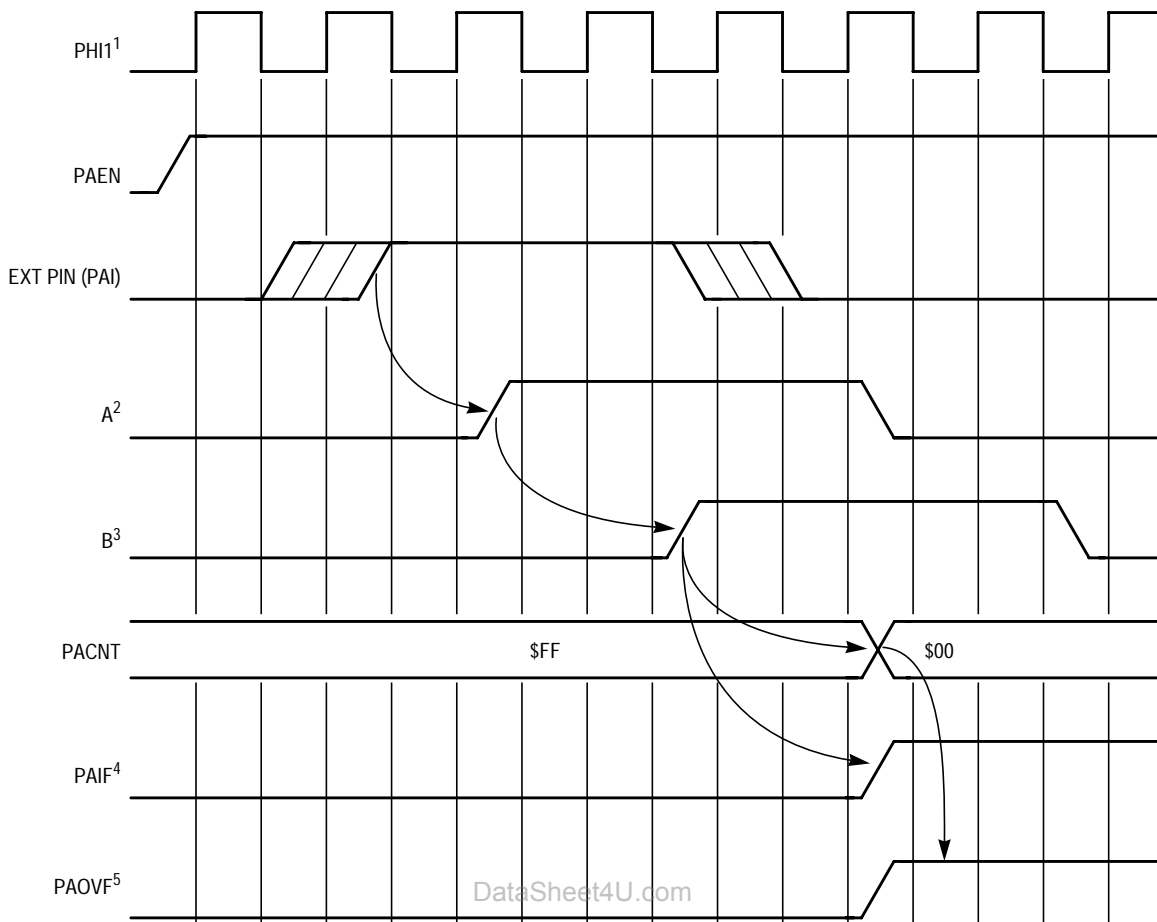 PHI1¹
PAEN
EXT PIN (PAI)
A²
B³
PACNT
$FF
$00
PAIF⁴
PAOVF⁵
DataSheet4U.com